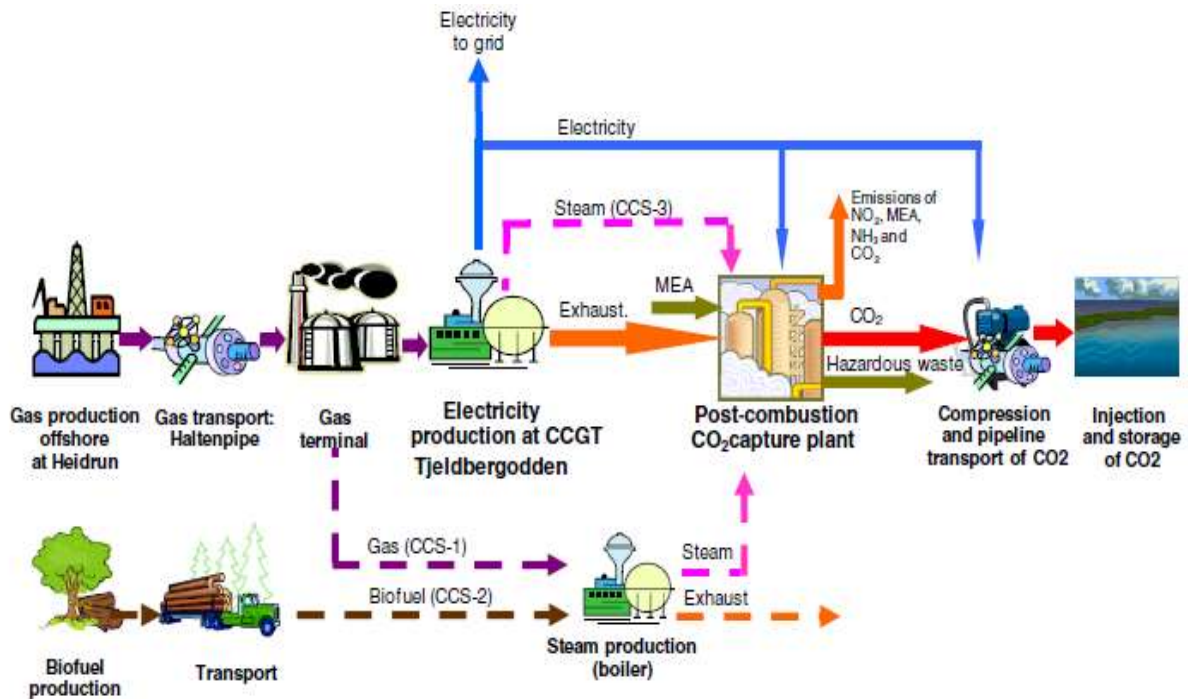 Electricity
to grid
Electricity
Steam (CCS-3)
Emissions of
NO₂, MEA,
NH₃ and
CO₂
MEA
Exhaust.
CO₂
Hazardous waste
Gas production
offshore
at Heidrun
Gas transport:
Haltenpipe
Gas
terminal
Electricity
production at CCGT
Tjeldbergodden
Post-combustion
CO₂capture plant
Compression
and pipeline
transport of CO2
Injection
and storage
of CO2
Gas (CCS-1)
Steam
Biofuel (CCS-2)
Exhaust
Biofuel
production
Transport
Steam production
(boiler)